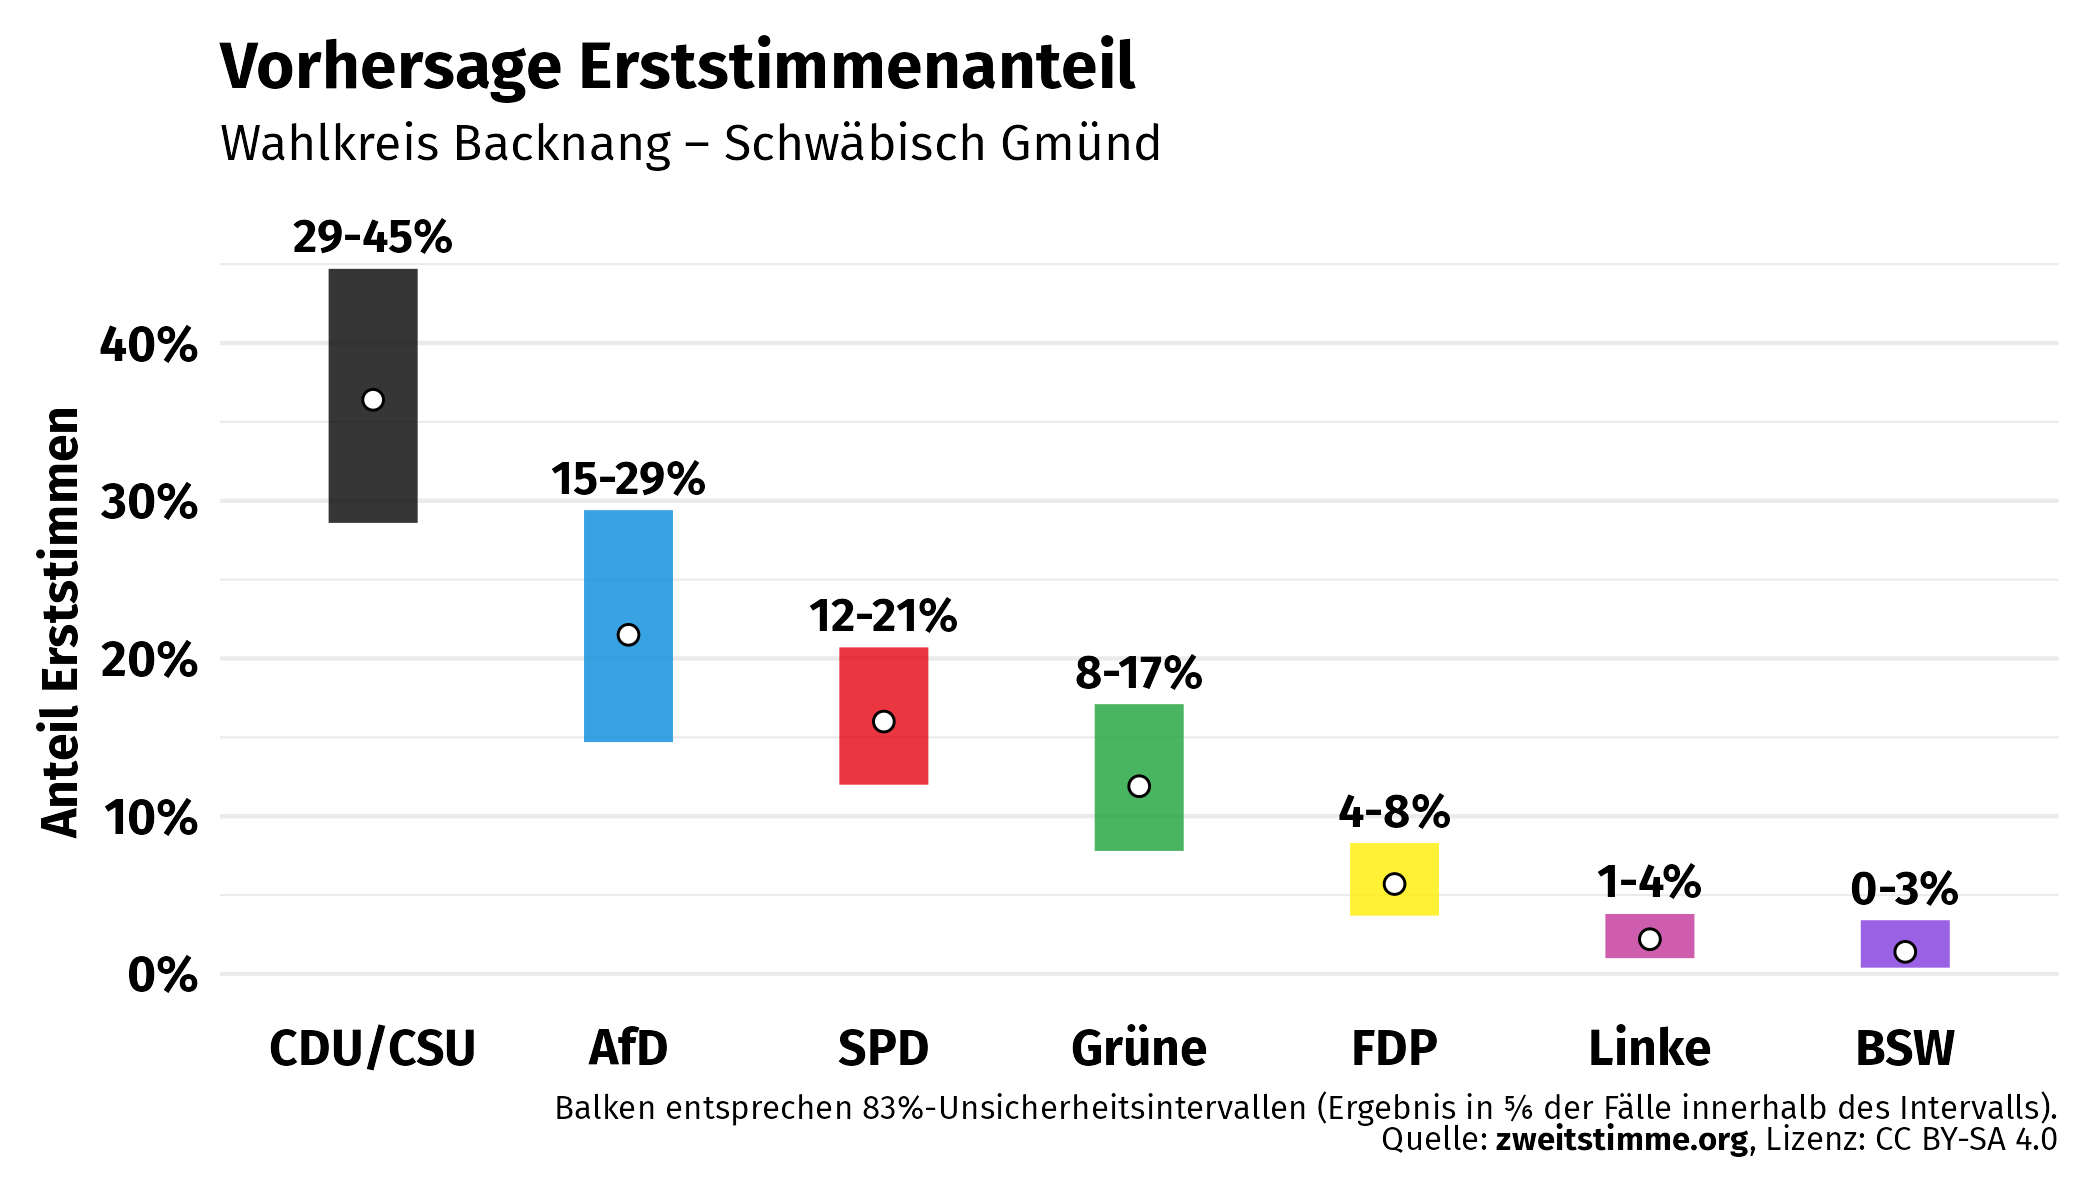 Vorhersage Erststimmenanteil
Wahlkreis Backnang – Schwäbisch Gmünd
Anteil Erststimmen
40%
30%
20%
10%
0%
29-45%
15-29%
12-21%
8-17%
4-8%
1-4%
0-3%
CDU/CSU AfD SPD Grüne FDP Linke BSW
Balken entsprechen 83%-Unsicherheitsintervallen (Ergebnis in ⅚ der Fälle innerhalb des Intervalls).
Quelle: zweitstimme.org, Lizenz: CC BY-SA 4.0